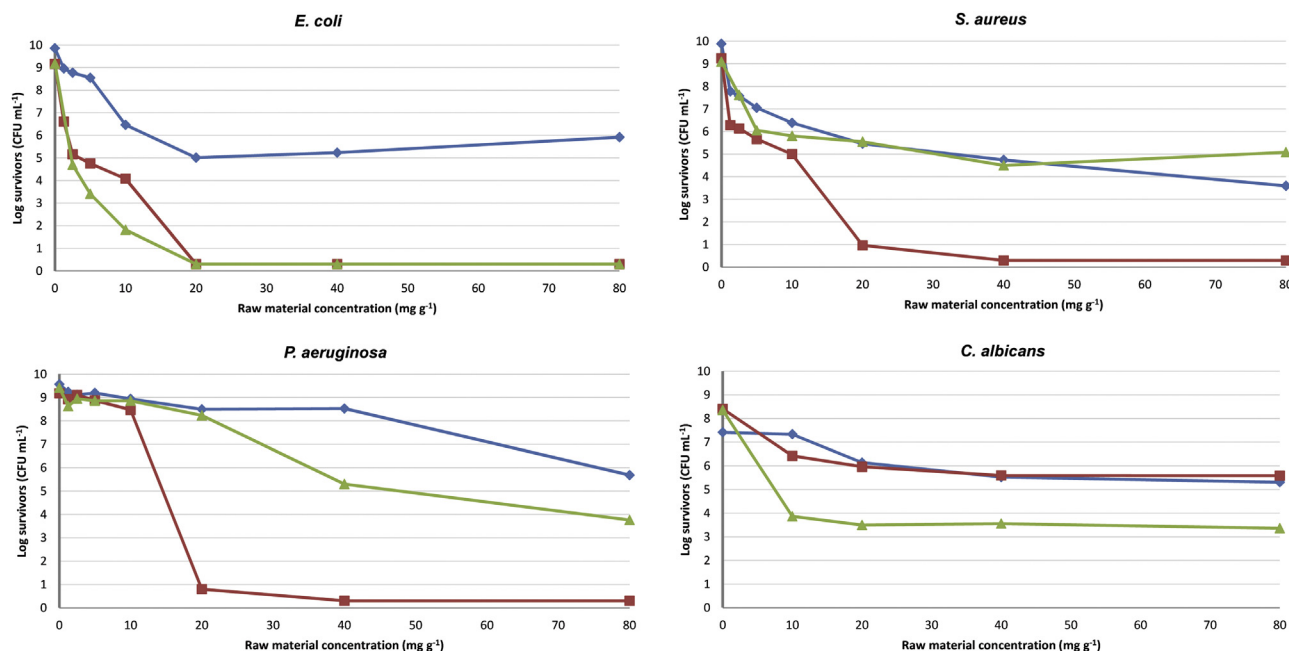 E. coli
10
9
8
7
6
5
4
3
2
1
0
Log survivors (CFU mL⁻¹)
0 10 20 30 40 50 60 70 80
Raw material concentration (mg g⁻¹)
S. aureus
10
9
8
7
6
5
4
3
2
1
0
Log survivors (CFU mL⁻¹)
0 10 20 30 40 50 60 70 80
Raw material concentration (mg g⁻¹)
P. aeruginosa
10
9
8
7
6
5
4
3
2
1
0
Log survivors (CFU mL⁻¹)
0 10 20 30 40 50 60 70 80
Raw material concentration (mg g⁻¹)
C. albicans
10
9
8
7
6
5
4
3
2
1
0
Log survivors (CFU mL⁻¹)
0 10 20 30 40 50 60 70 80
Raw material concentration (mg g⁻¹)